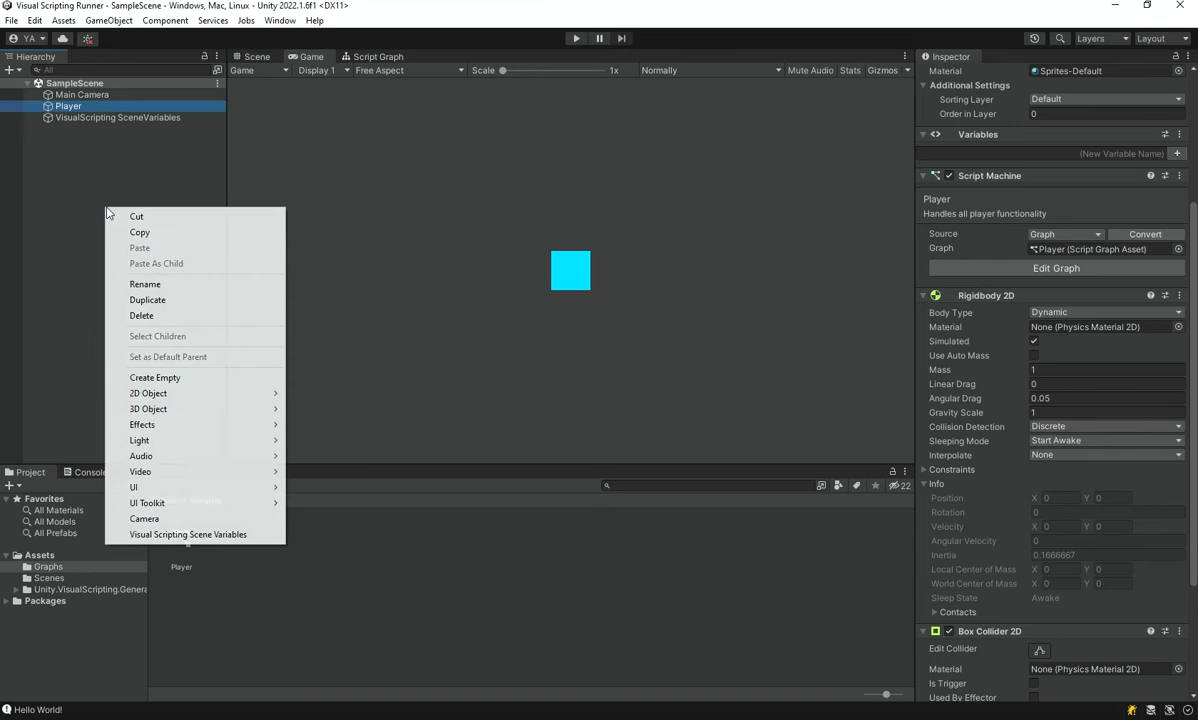 Visual Scripting Runner - SampleScene - Windows, Mac, Linux - Unity 2022.1.6f1 <DX11>
File Edit Assets GameObject Component Services Jobs Window Help
YA Layers Layout
Hierarchy Scene Game Script Graph Inspector
All Game Display 1 Free Aspect Scale 1x Normally Mute Audio Stats Gizmos
SampleScene
Main Camera
Player
VisualScripting SceneVariables
Cut
Copy
Paste
Paste As Child
Rename
Duplicate
Delete
Select Children
Set as Default Parent
Create Empty
2D Object
3D Object
Effects
Light
Audio
Video
UI
UI Toolkit
Camera
Visual Scripting Scene Variables
Material Sprites-Default
Additional Settings
Sorting Layer Default
Order in Layer 0
Variables
(New Variable Name)
Script Machine
Player
Handles all player functionality
Source Graph Convert
Graph Player (Script Graph Asset)
Edit Graph
Rigidbody 2D
Body Type Dynamic
Material None (Physics Material 2D)
Simulated
Use Auto Mass
Mass 1
Linear Drag 0
Angular Drag 0.05
Gravity Scale 1
Collision Detection Discrete
Sleeping Mode Start Awake
Interpolate None
Constraints
Info
Position X 0 Y 0
Rotation 0
Velocity X 0 Y 0
Angular Velocity 0
Inertia 0.1666667
Local Center of Mass X 0 Y 0
World Center of Mass X 0 Y 0
Sleep State Awake
Contacts
Box Collider 2D
Edit Collider
Material None (Physics Material 2D)
Is Trigger
Used By Effector
Project Console
22
Favorites
All Materials
All Models
All Prefabs
Assets
Graphs
Scenes
Unity.VisualScripting.Genera
Packages
Player
Hello World!